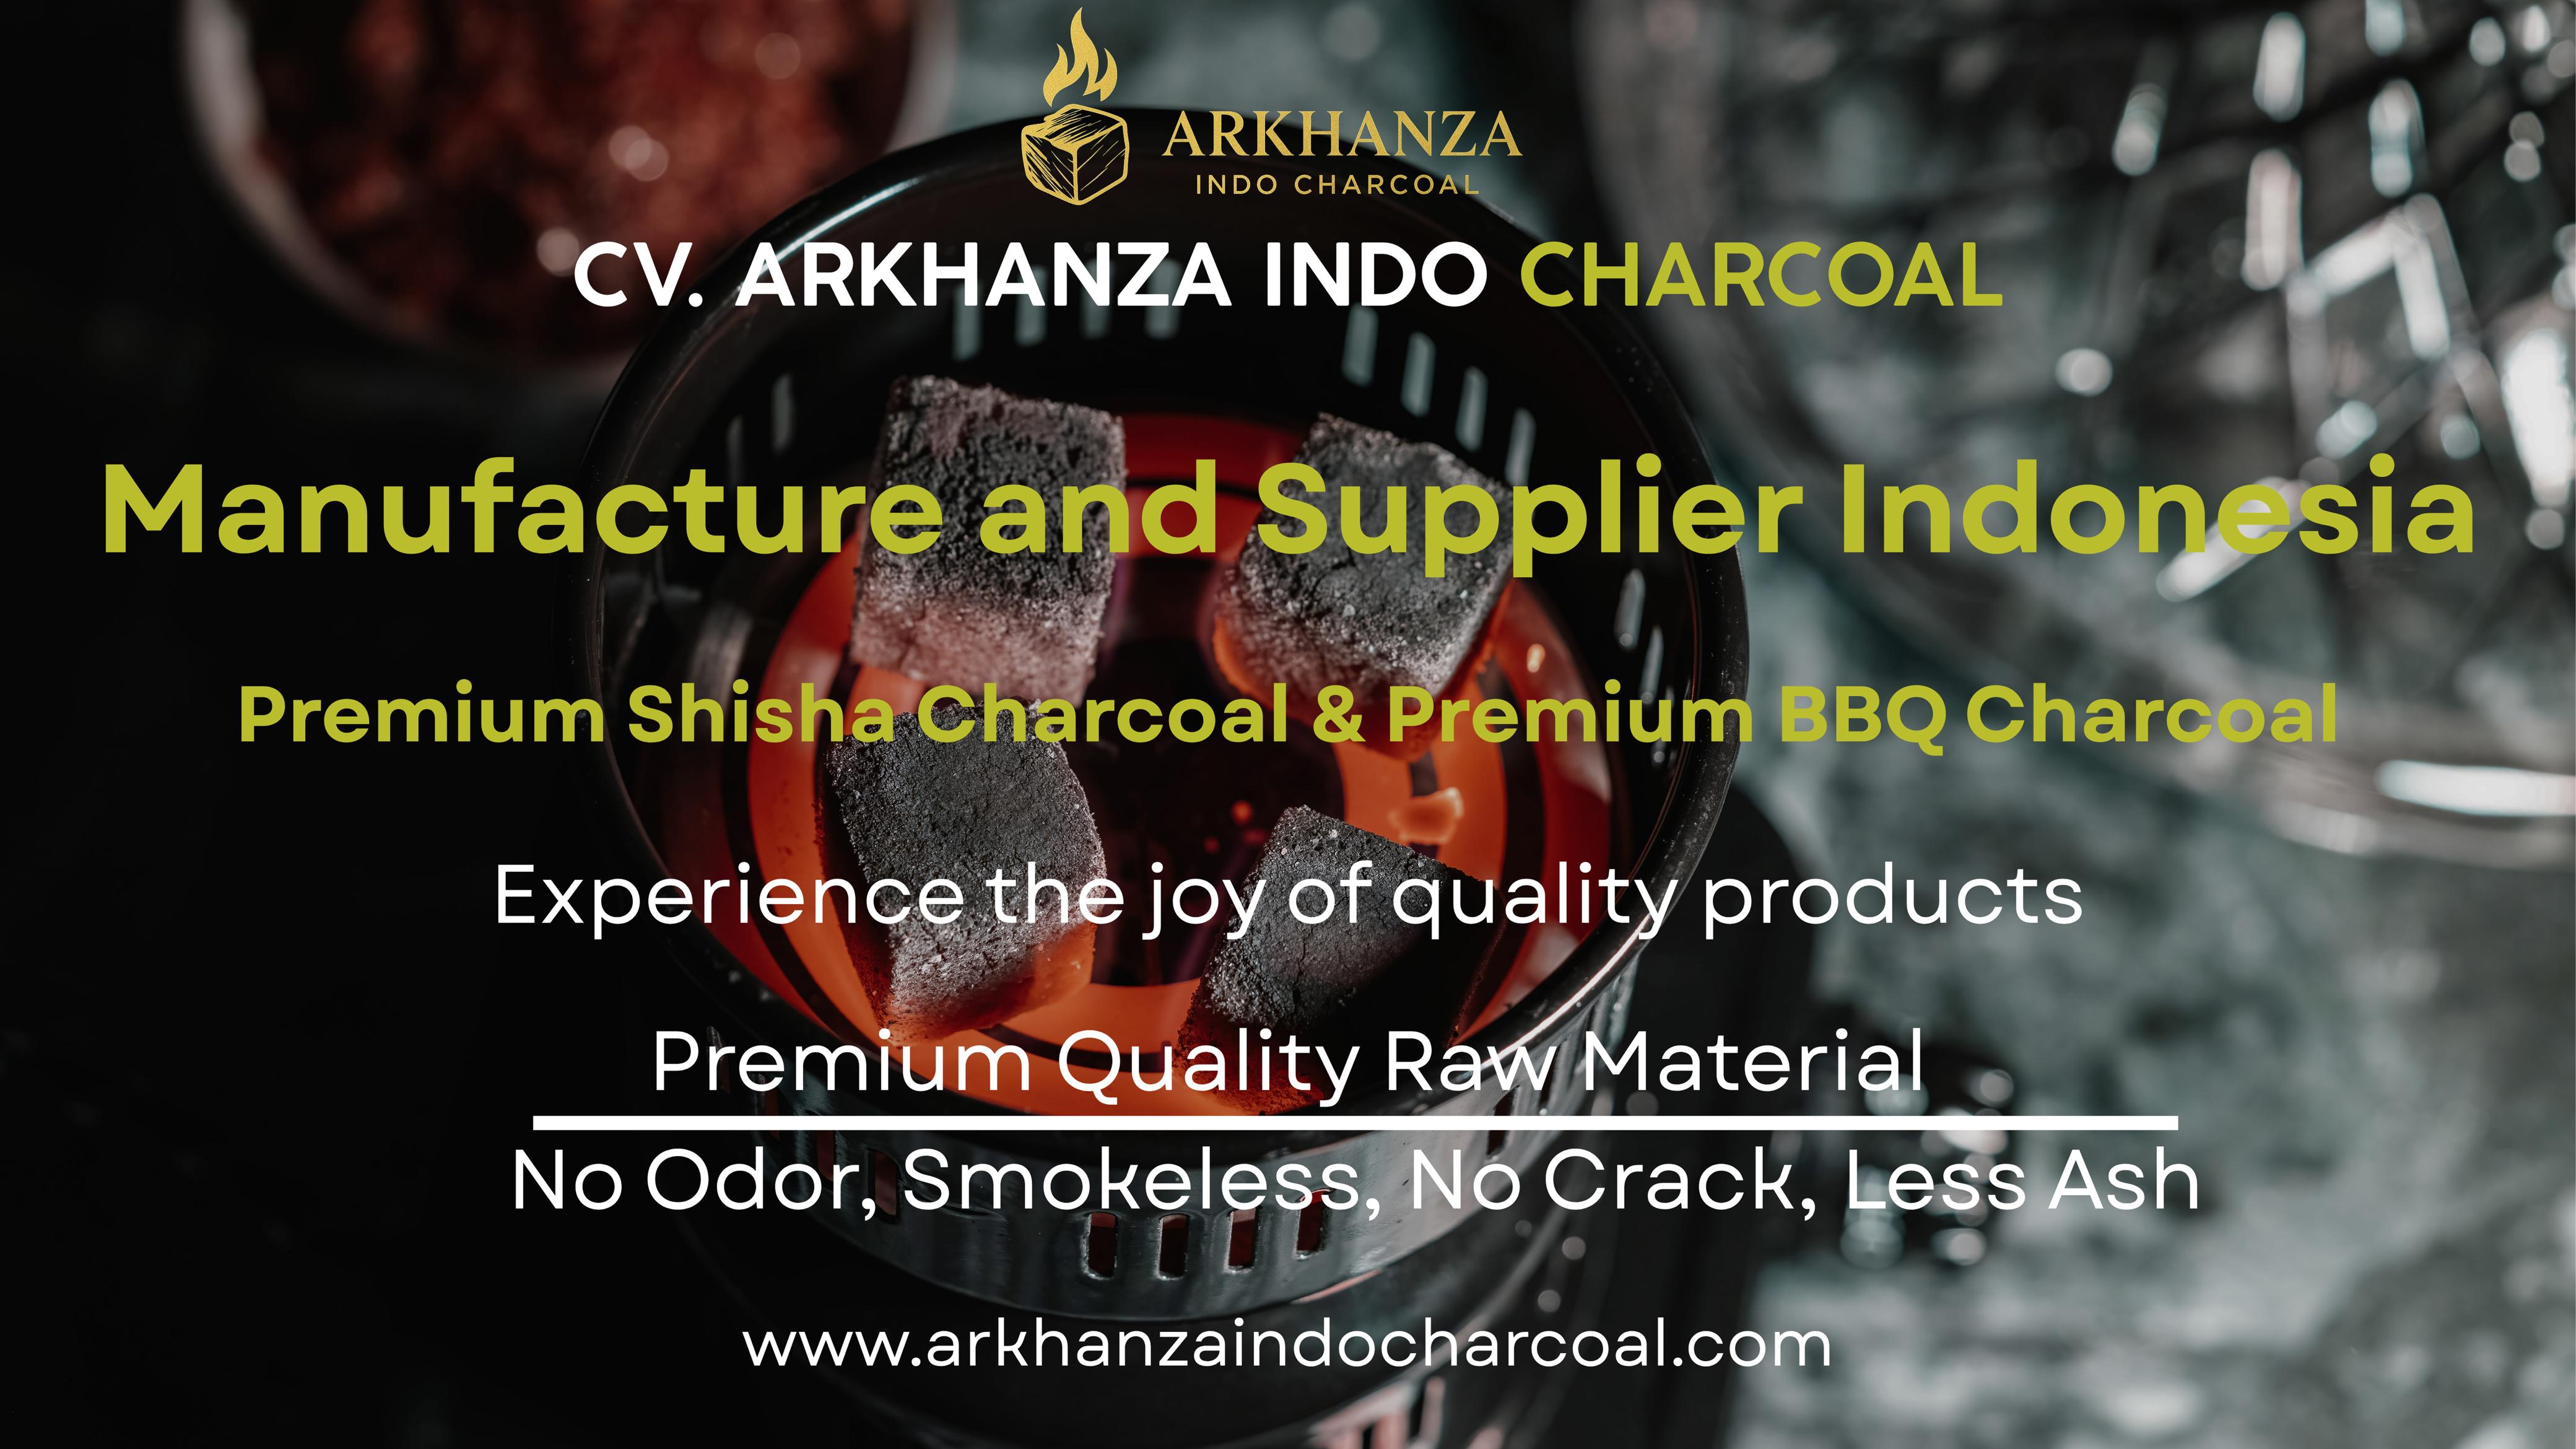 ARKHANZA
INDO CHARCOAL
CV. ARKHANZA INDO CHARCOAL
Manufacture and Supplier Indonesia
Premium Shisha Charcoal & Premium BBQ Charcoal
Experience the joy of quality products
Premium Quality Raw Material
No Odor, Smokeless, No Crack, Less Ash
www.arkhanzaindocharcoal.com